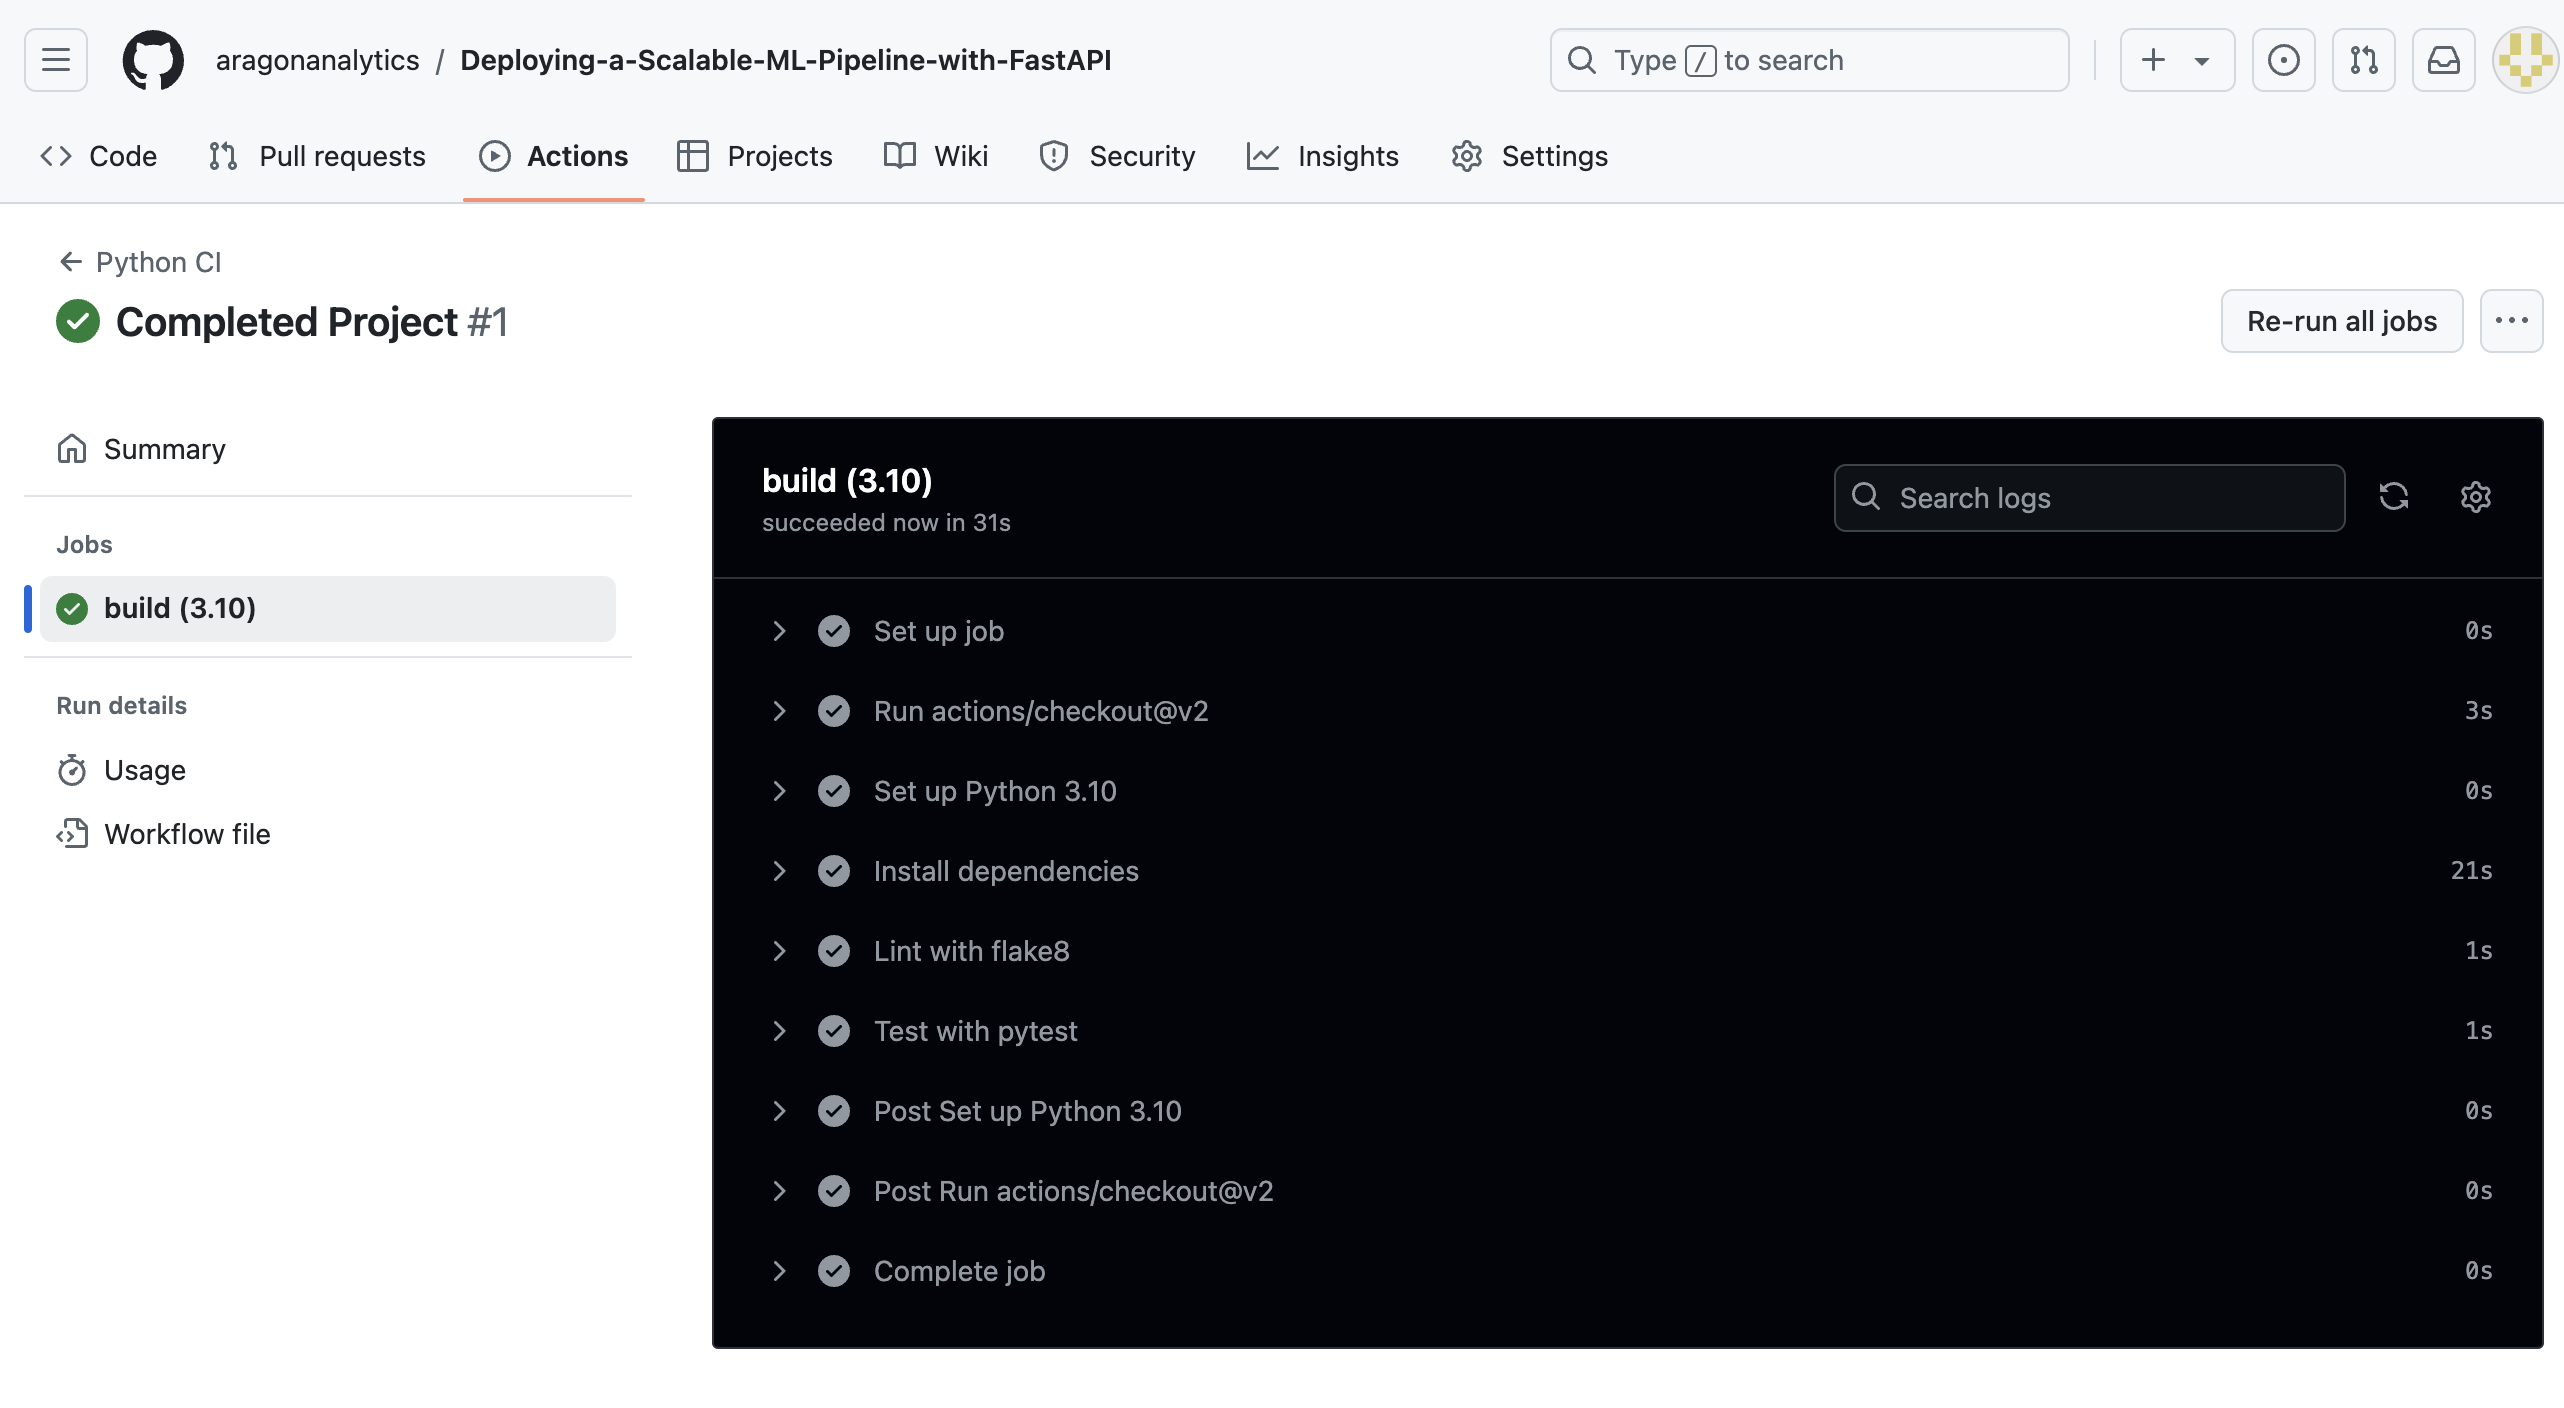 aragonanalytics / Deploying-a-Scalable-ML-Pipeline-with-FastAPI
Type / to search
Code Pull requests Actions Projects Wiki Security Insights Settings
Python CI
Completed Project #1
Re-run all jobs
Summary
Jobs
build (3.10)
Run details
Usage
Workflow file
build (3.10)
succeeded now in 31s
Search logs
Set up job 0s
Run actions/checkout@v2 3s
Set up Python 3.10 0s
Install dependencies 21s
Lint with flake8 1s
Test with pytest 1s
Post Set up Python 3.10 0s
Post Run actions/checkout@v2 0s
Complete job 0s